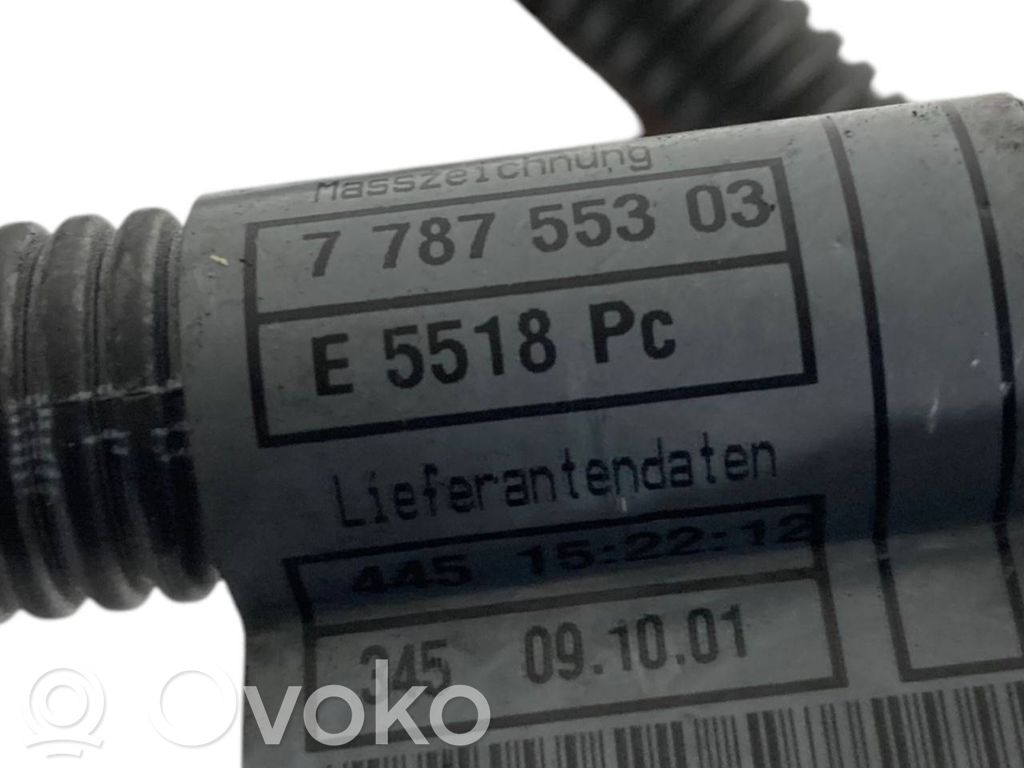 Masszeichnung
7 787 553 03
E 5518 Pc
Lieferantendaten
445 15:22:12
345 09.10.01
Ovoko